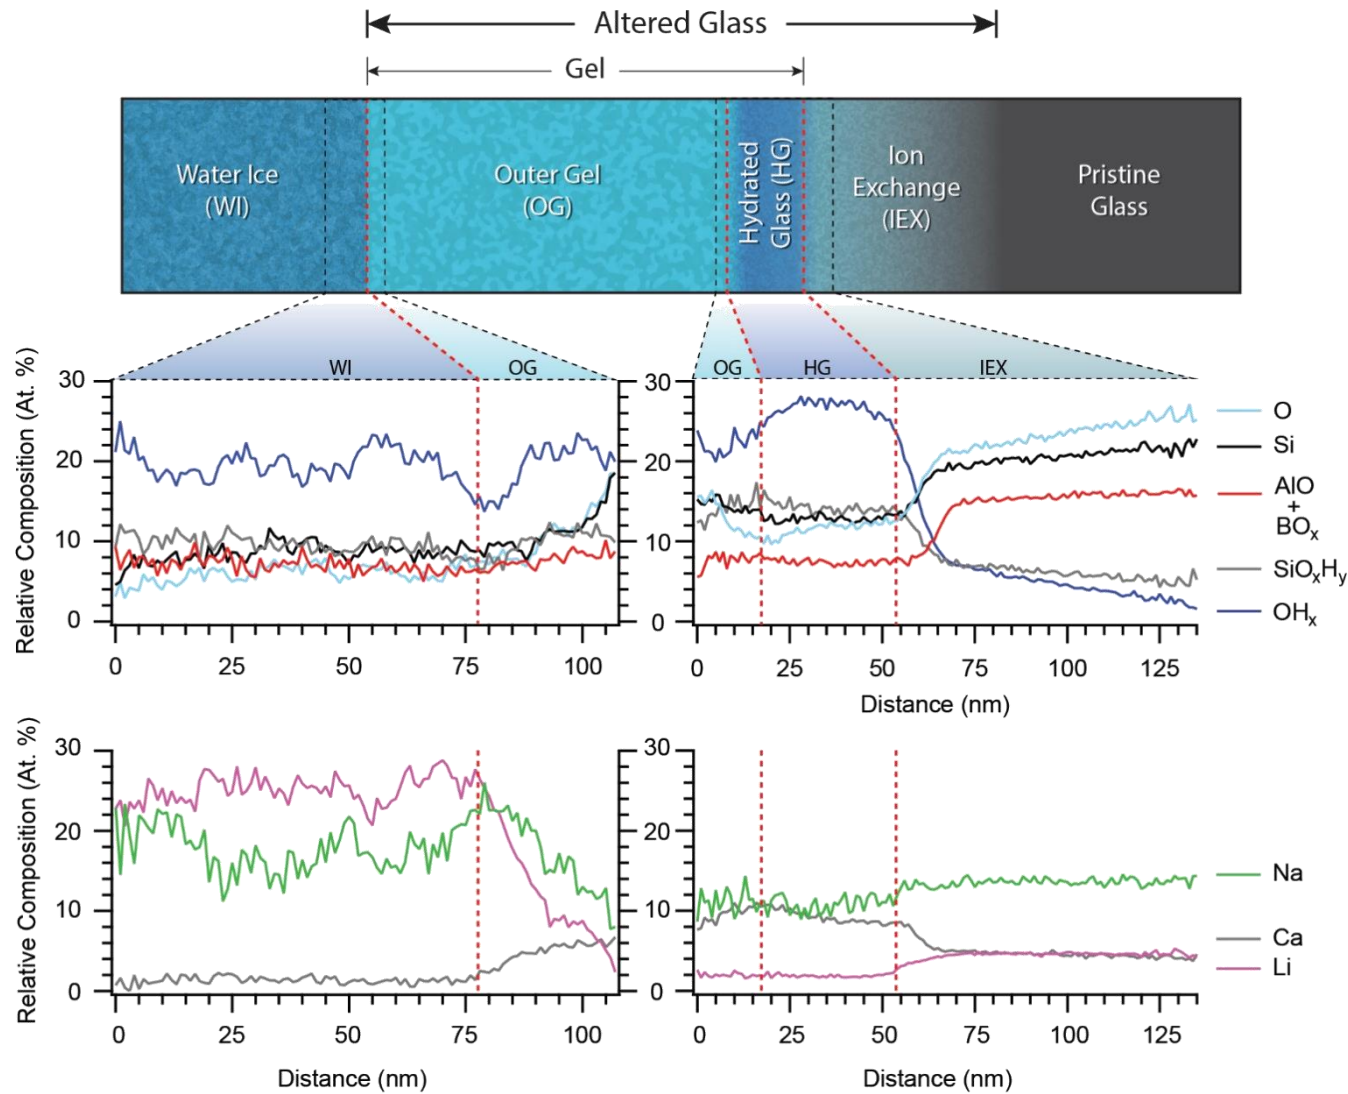 Altered Glass
Gel
Water Ice
(WI)
Outer Gel
(OG)
Hydrated
Glass (HG)
Ion
Exchange
(IEX)
Pristine
Glass
WI
OG
OG
HG
IEX
Relative Composition (At. %)
30
20
10
0
0
25
50
75
100
30
20
10
0
0
25
50
75
100
125
Distance (nm)
O
Si
AlO
+
BOx
SiOxHy
OHx
Relative Composition (At. %)
30
20
10
0
0
25
50
75
100
Distance (nm)
30
20
10
0
0
25
50
75
100
125
Distance (nm)
Na
Ca
Li